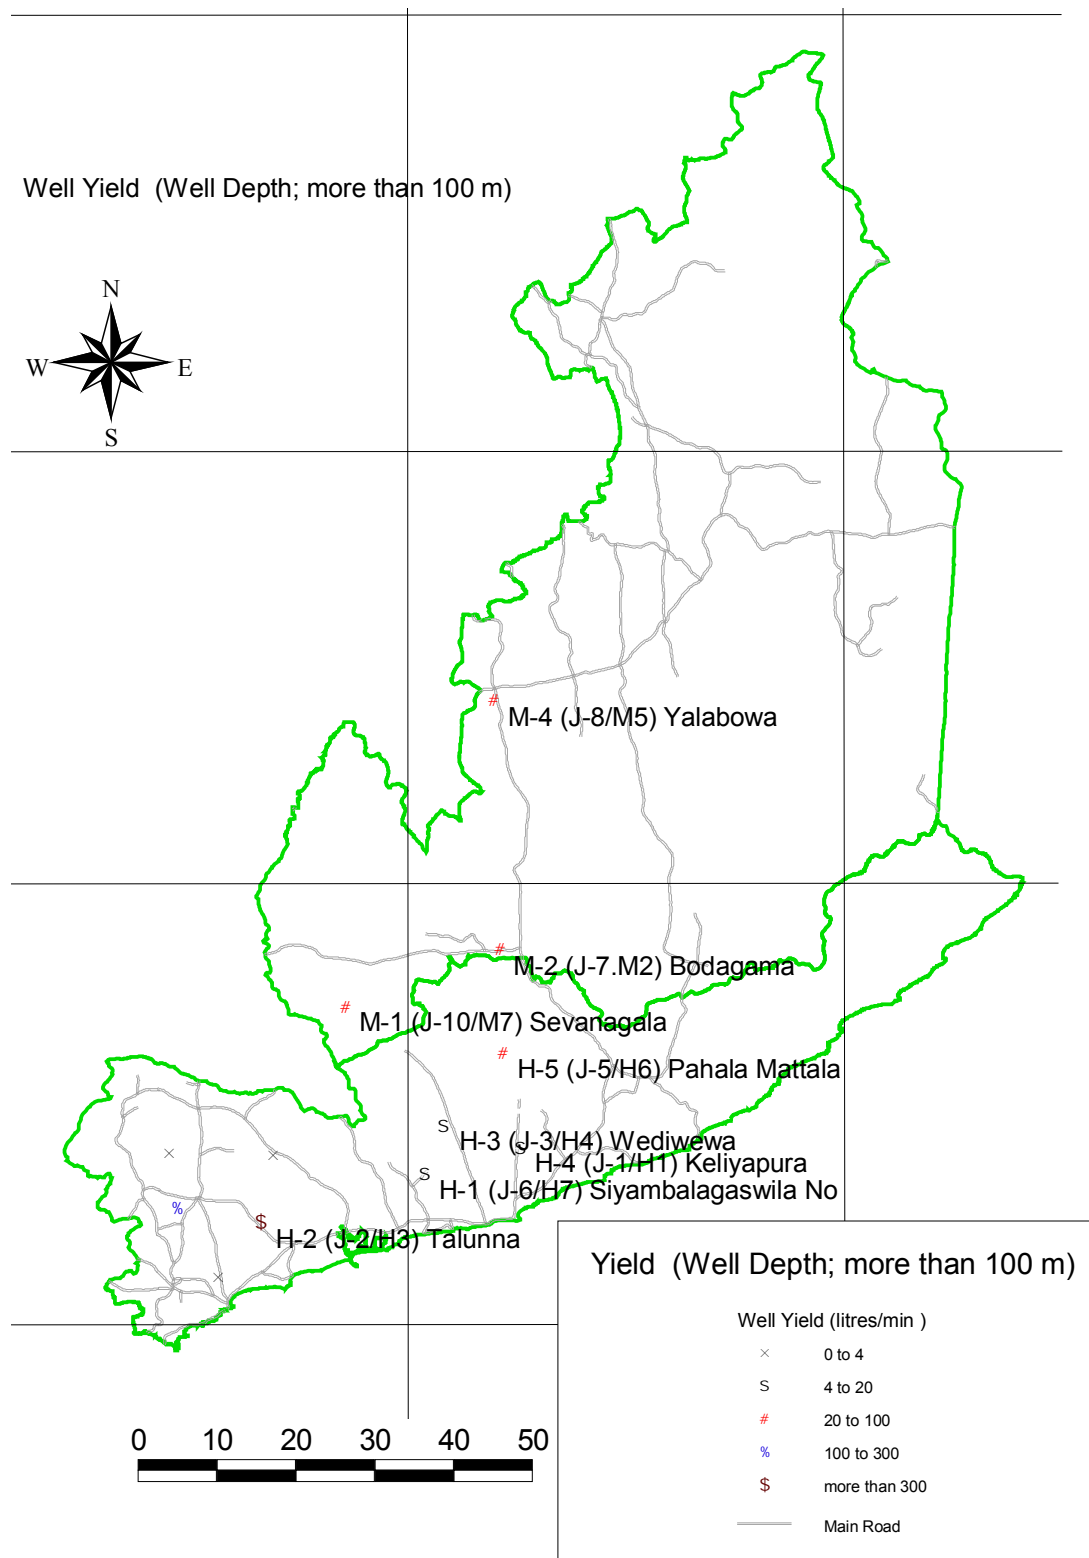 Well Yield (Well Depth; more than 100 m)
N
W
E
S
#
M-4 (J-8/M5) Yalabowa
#
M-2 (J-7.M2) Bodagama
#
M-1 (J-10/M7) Sevanagala
#
H-5 (J-5/H6) Pahala Mattala
S
H-3 (J-3/H4) Wediwewa
S
H-4 (J-1/H1) Keliyapura
S
H-1 (J-6/H7) Siyambalagaswila No
%
$
H-2 (J-2/H3) Talunna
Yield (Well Depth; more than 100 m)
Well Yield (litres/min )
× 0 to 4
S 4 to 20
# 20 to 100
% 100 to 300
$ more than 300
Main Road
0 10 20 30 40 50